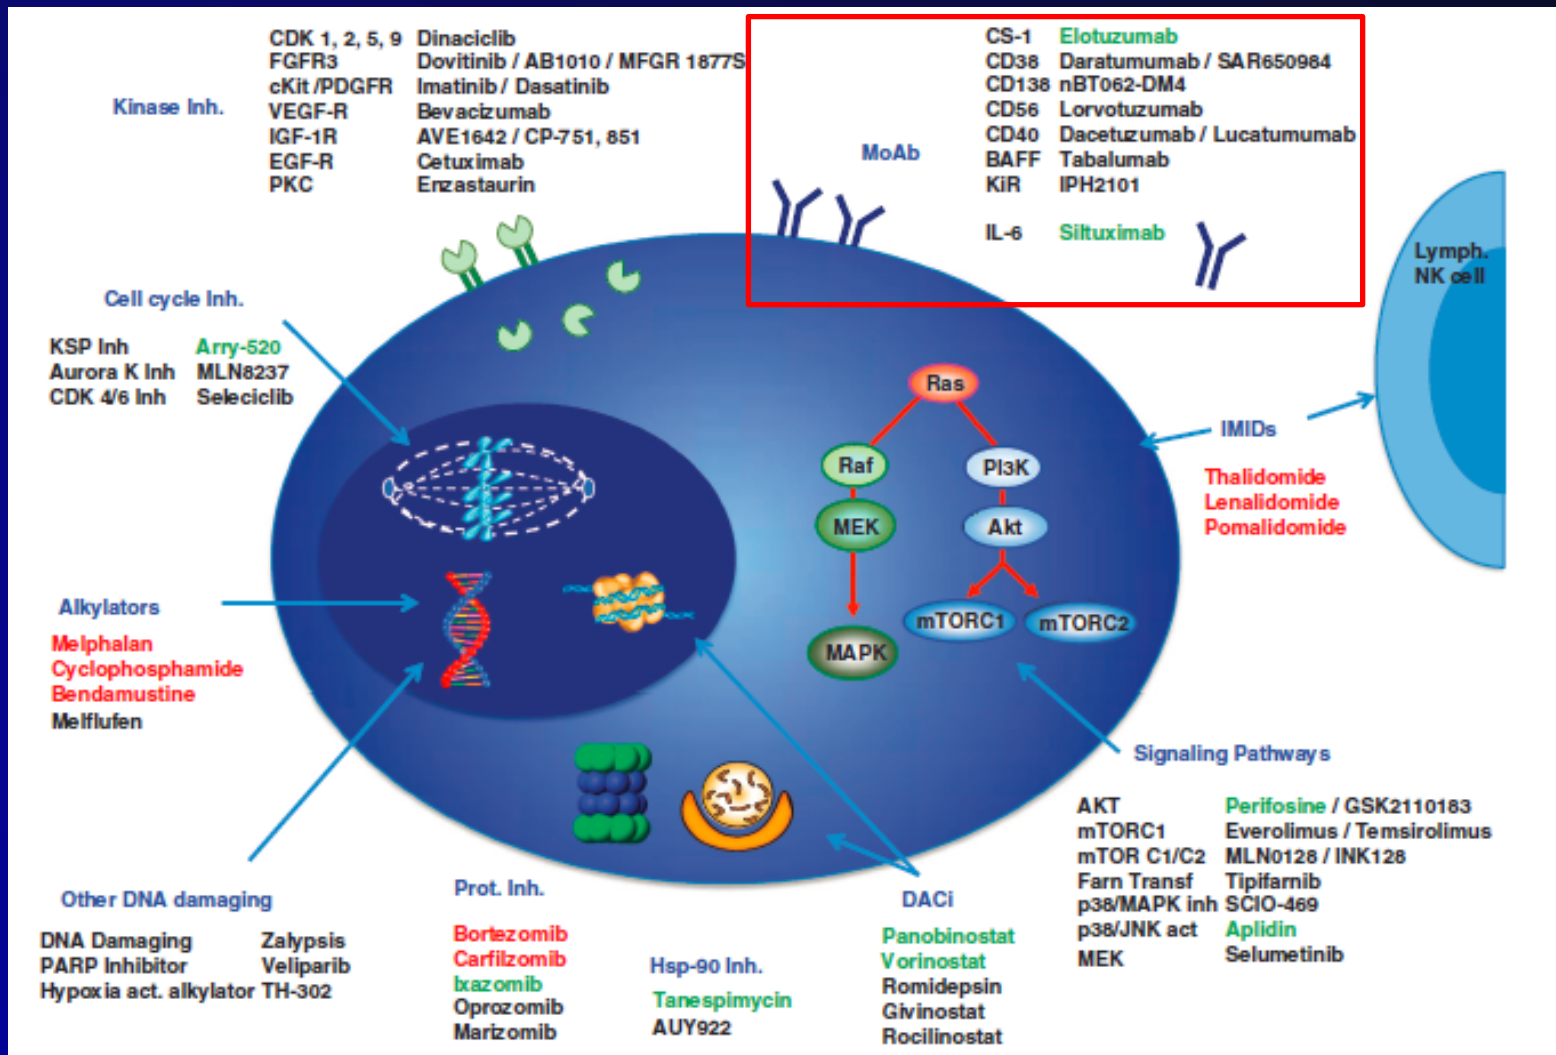 Kinase Inh.
CDK 1, 2, 5, 9 Dinaciclib
FGFR3 Dovitinib / AB1010 / MFGR 1877S
cKit /PDGFR Imatinib / Dasatinib
VEGF-R Bevacizumab
IGF-1R AVE1642 / CP-751, 851
EGF-R Cetuximab
PKC Enzastaurin
MoAb
CS-1 Elotuzumab
CD38 Daratumumab / SAR650984
CD138 nBT062-DM4
CD56 Lorvotuzumab
CD40 Dacetuzumab / Lucatumumab
BAFF Tabalumab
KiR IPH2101
IL-6 Siltuximab
Lymph.
NK cell
Cell cycle Inh.
KSP Inh Arry-520
Aurora K Inh MLN8237
CDK 4/6 Inh Seleciclib
Ras
Raf
PI3K
MEK
Akt
mTORC1
mTORC2
MAPK
IMIDs
Thalidomide
Lenalidomide
Pomalidomide
Alkylators
Melphalan
Cyclophosphamide
Bendamustine
Melflufen
Signaling Pathways
AKT Perifosine / GSK2110183
mTORC1 Everolimus / Temsirolimus
mTOR C1/C2 MLN0128 / INK128
Farn Transf Tipifarnib
p38/MAPK inh SCIO-469
p38/JNK act Aplidin
MEK Selumetinib
Other DNA damaging
DNA Damaging Zalypsis
PARP Inhibitor Veliparib
Hypoxia act. alkylator TH-302
Prot. Inh.
Bortezomib
Carfilzomib
Ixazomib
Oprozomib
Marizomib
Hsp-90 Inh.
Tanespimycin
AUY922
DACi
Panobinostat
Vorinostat
Romidepsin
Givinostat
Rocilinostat